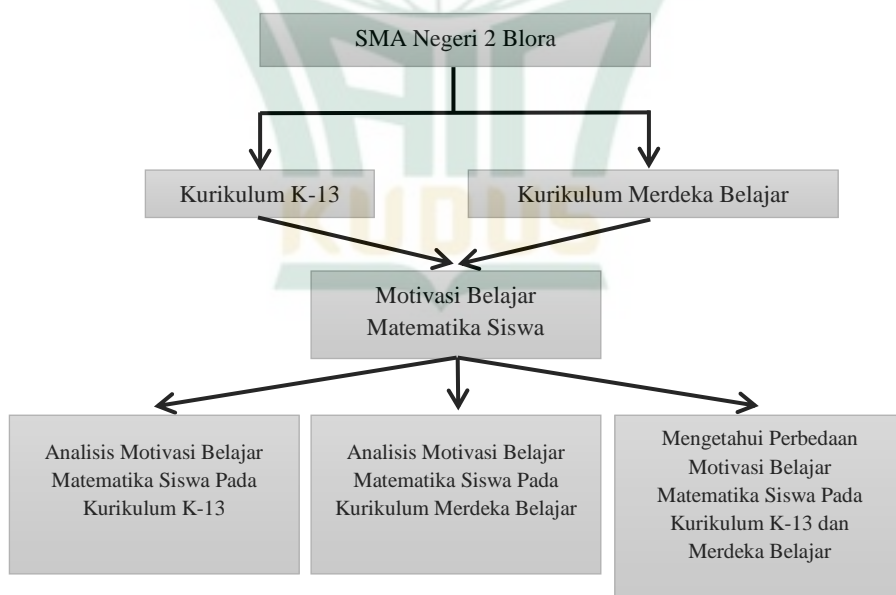 SMA Negeri 2 Blora
Kurikulum K-13
Kurikulum Merdeka Belajar
KUDUS
Motivasi Belajar
Matematika Siswa
Analisis Motivasi Belajar
Matematika Siswa Pada
Kurikulum K-13
Analisis Motivasi Belajar
Matematika Siswa Pada
Kurikulum Merdeka Belajar
Mengetahui Perbedaan
Motivasi Belajar
Matematika Siswa Pada
Kurikulum K-13 dan
Merdeka Belajar